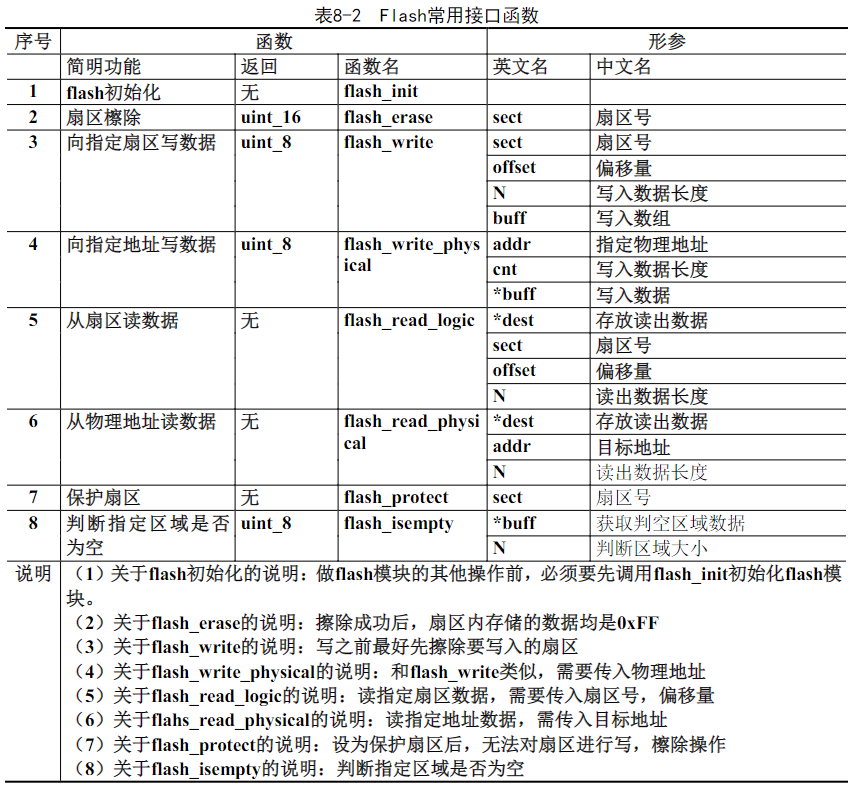 表8-2 Flash常用接口函数
序号 函数 形参
简明功能 返回 函数名 英文名 中文名
1 flash初始化 无 flash_init
2 扇区檫除 uint_16 flash_erase sect 扇区号
3 向指定扇区写数据 uint_8 flash_write sect 扇区号
offset 偏移量
N 写入数据长度
buff 写入数组
4 向指定地址写数据 uint_8 flash_write_phys addr 指定物理地址
ical cnt 写入数据长度
*buff 写入数据
5 从扇区读数据 无 flash_read_logic *dest 存放读出数据
sect 扇区号
offset 偏移量
N 读出数据长度
6 从物理地址读数据 无 flash_read_physi *dest 存放读出数据
cal addr 目标地址
N 读出数据长度
7 保护扇区 无 flash_protect sect 扇区号
8 判断指定区域是否 uint_8 flash_isempty *buff 获取判空区域数据
为空 N 判断区域大小
说明 （1）关于flash初始化的说明：做flash模块的其他操作前，必须要先调用flash_init初始化flash模
块。
（2）关于flash_erase的说明：擦除成功后，扇区内存储的数据均是0xFF
（3）关于flash_write的说明：写之前最好先擦除要写入的扇区
（4）关于flash_write_physical的说明：和flash_write类似，需要传入物理地址
（5）关于flash_read_logic的说明：读指定扇区数据，需要传入扇区号，偏移量
（6）关于flahs_read_physical的说明：读指定地址数据，需传入目标地址
（7）关于flash_protect的说明：设为保护扇区后，无法对扇区进行写，檫除操作
（8）关于flash_isempty的说明：判断指定区域是否为空